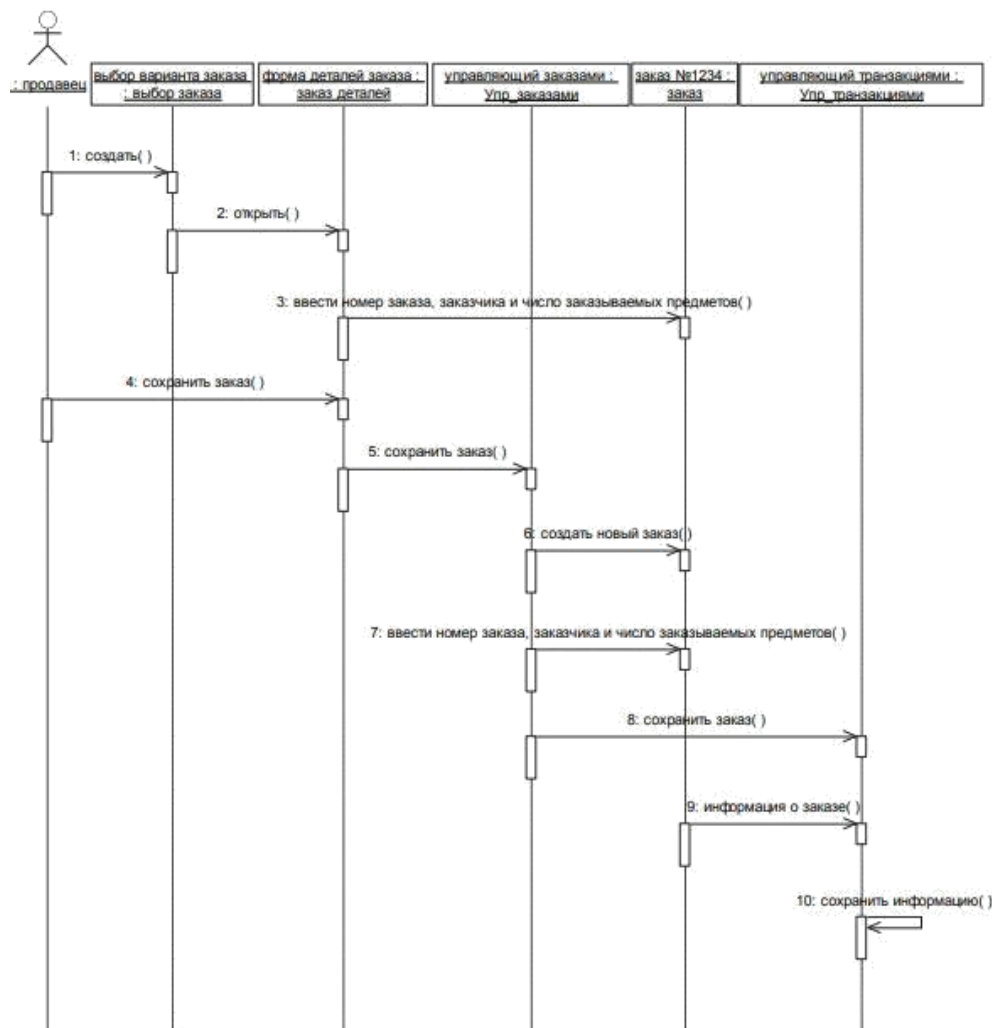 : продавец
выбор варианта заказа
: выбор заказа
форма деталей заказа :
заказ деталей
управляющий заказами :
Упр_заказами
заказ №1234 :
заказ
управляющий транзакциями :
Упр_транзакциями
1: создать( )
2: открыть( )
3: ввести номер заказа, заказчика и число заказываемых предметов( )
4: сохранить заказ( )
5: сохранить заказ( )
6: создать новый заказ( )
7: ввести номер заказа, заказчика и число заказываемых предметов( )
8: сохранить заказ( )
9: информация о заказе( )
10: сохранить информацию( )